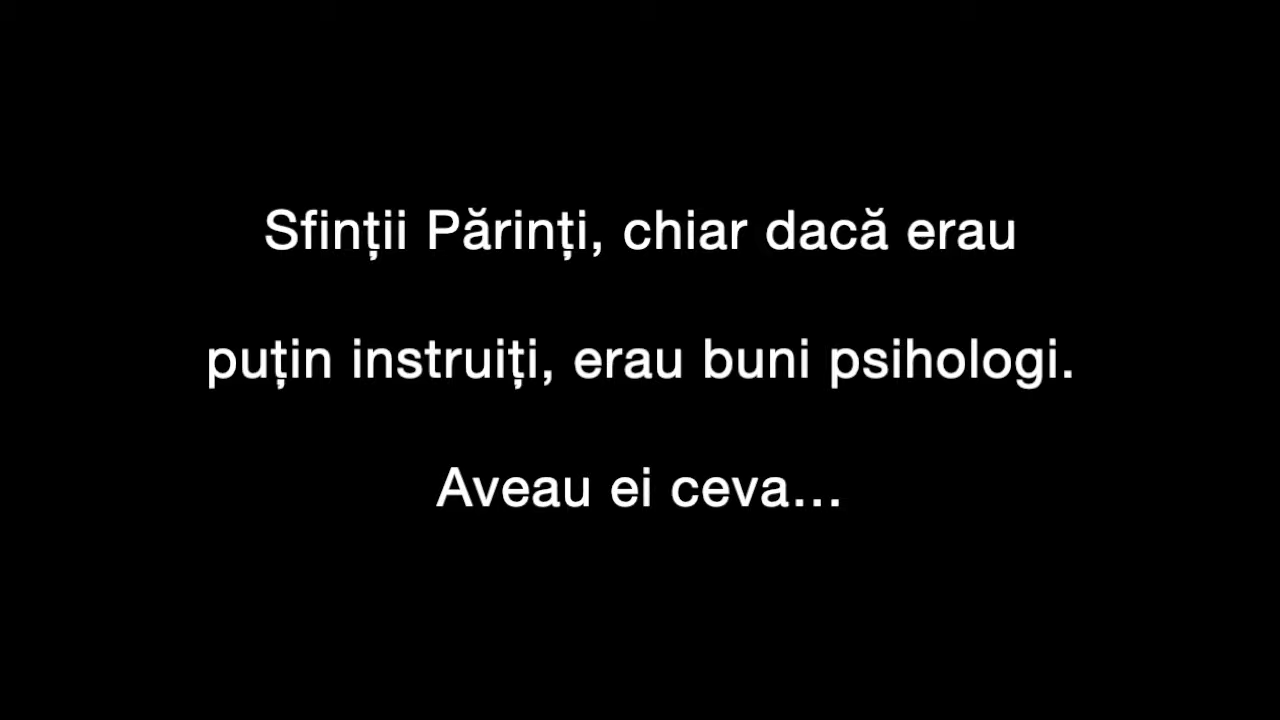 Sfinții Părinți, chiar dacă erau
puțin instruiți, erau buni psihologi.
Aveau ei ceva...